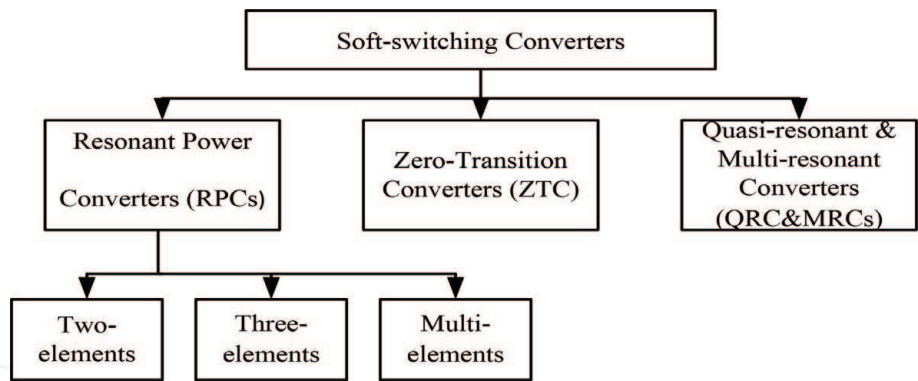 Soft-switching Converters
Resonant Power
Converters (RPCs)
Zero-Transition
Converters (ZTC)
Quasi-resonant &
Multi-resonant
Converters
(QRC&MRCs)
Two-
elements
Three-
elements
Multi-
elements